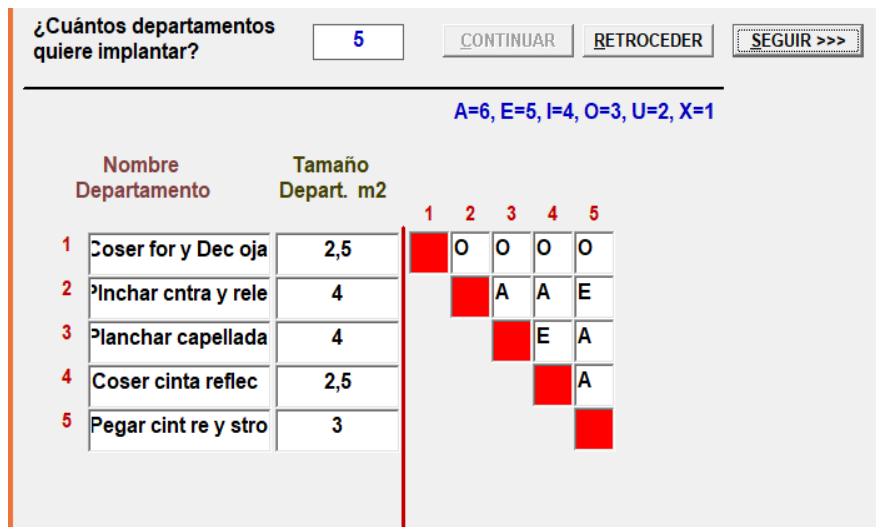 ¿Cuántos departamentos
quiere implantar?
5
CONTINUAR
RETROCEDER
SEGUIR >>>
A=6, E=5, I=4, O=3, U=2, X=1
Nombre
Departamento
Tamaño
Depart. m2
1 2 3 4 5
1 Coser for y Dec oja 2,5 O O O O
2 PInchar cntra y rele 4 A A E
3 Planchar capellada 4 E A
4 Coser cinta reflec 2,5 A
5 Pegar cint re y stro 3